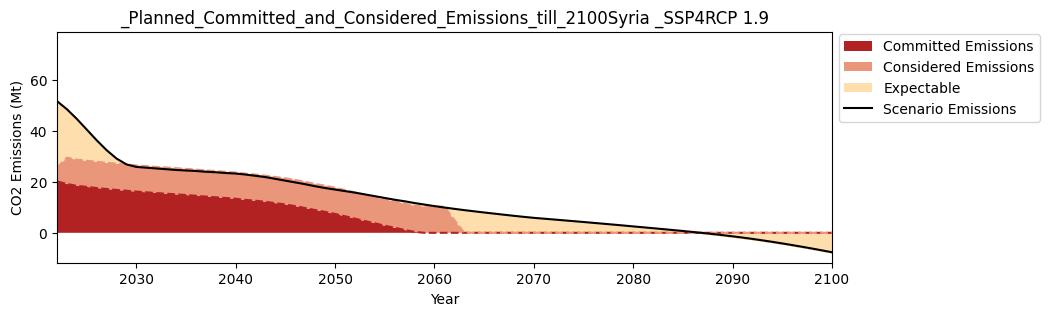 _Planned_Committed_and_Considered_Emissions_till_2100Syria _SSP4RCP 1.9
Committed Emissions
Considered Emissions
Expectable
Scenario Emissions
CO2 Emissions (Mt)
60
40
20
0
2030 2040 2050 2060 2070 2080 2090 2100
Year